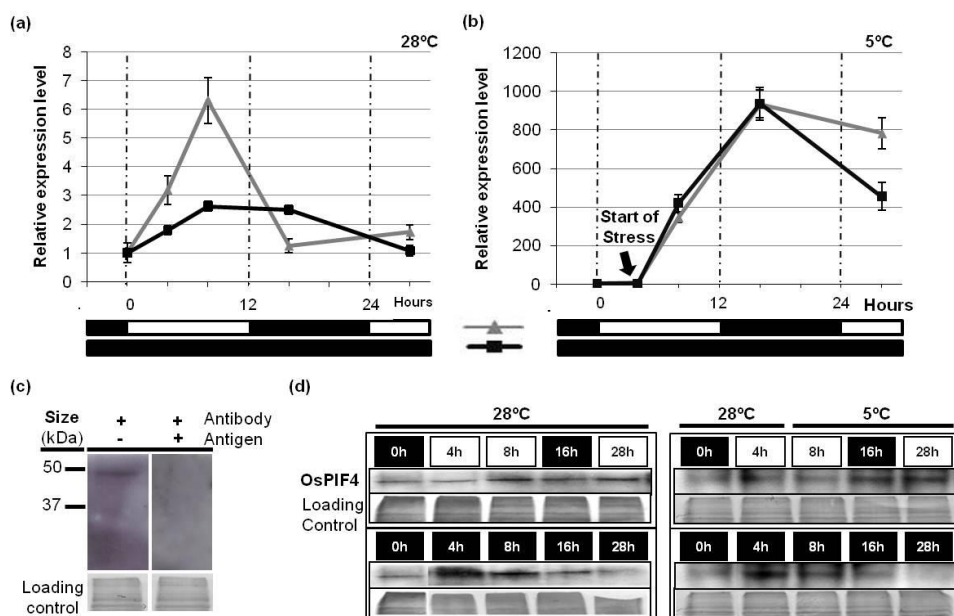 (a)
28ºC
Relative expression level
8
7
6
5
4
3
2
1
0
0 12 24 Hours
(b)
5ºC
Relative expression level
1200
1000
800
600
400
200
0
Start of
Stress
0 12 24 Hours
(c)
Size
(kDa)
+ + Antibody
- + Antigen
50
37
Loading
control
(d)
28ºC
28ºC 5ºC
0h 4h 8h 16h 28h
0h 4h 8h 16h 28h
OsPIF4
Loading
Control
0h 4h 8h 16h 28h
0h 4h 8h 16h 28h